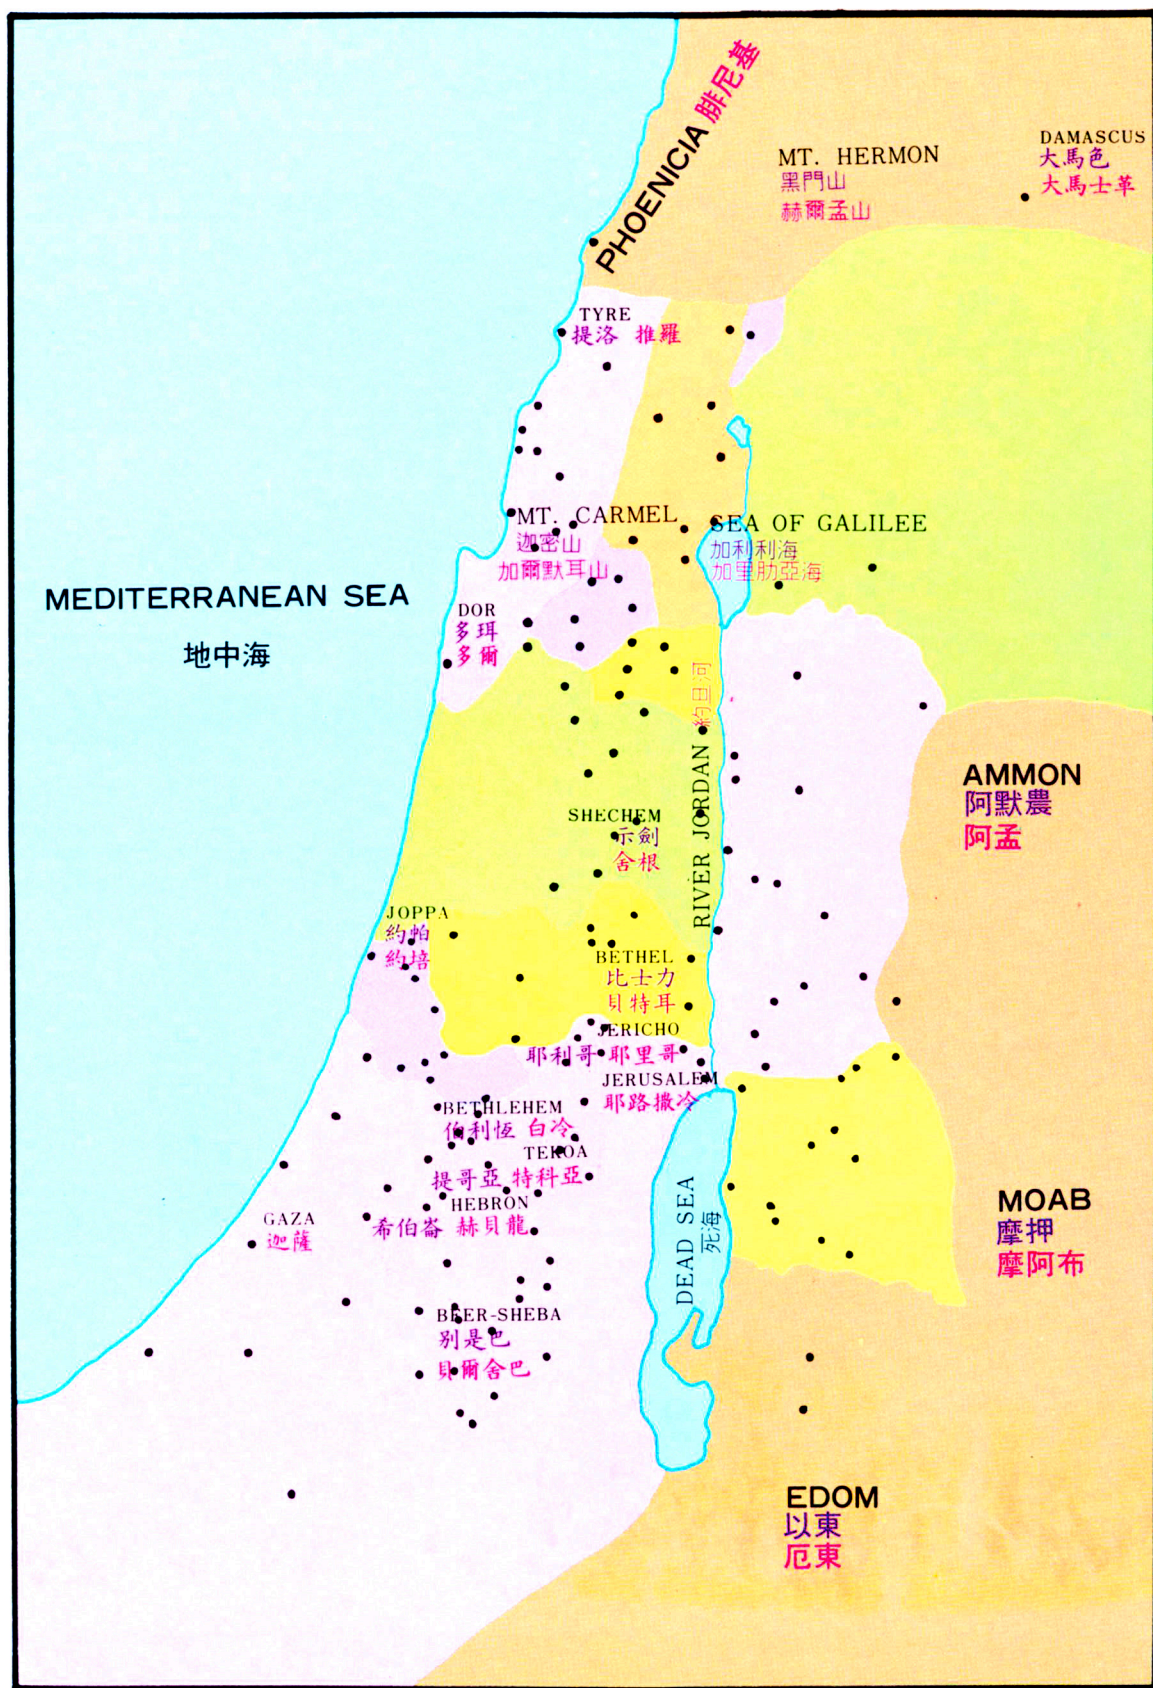 PHOENICIA 腓尼基
MT. HERMON
黑門山
赫爾孟山
DAMASCUS
大馬色
大馬士革
TYRE
提洛 推羅
MT. CARMEL
迦密山
加爾默耳山
SEA OF GALILEE
加利利海
加里肋亞海
MEDITERRANEAN SEA
地中海
DOR
多珥
多爾
RIVER JORDAN 約旦河
AMMON
阿默農
阿孟
SHECHEM
示劍
舍根
JOPPA
約帕
約培
BETHEL
比士力
貝特耳
JERICHO
耶利哥 耶里哥
JERUSALEM
耶路撒冷
BETHLEHEM
伯利恆 白冷
TEKOA
提哥亞 特科亞
HEBRON
希伯崙 赫貝龍
GAZA
迦薩
DEAD SEA
死海
MOAB
摩押
摩阿布
BEER-SHEBA
别是巴
貝爾舍巴
EDOM
以東
厄東